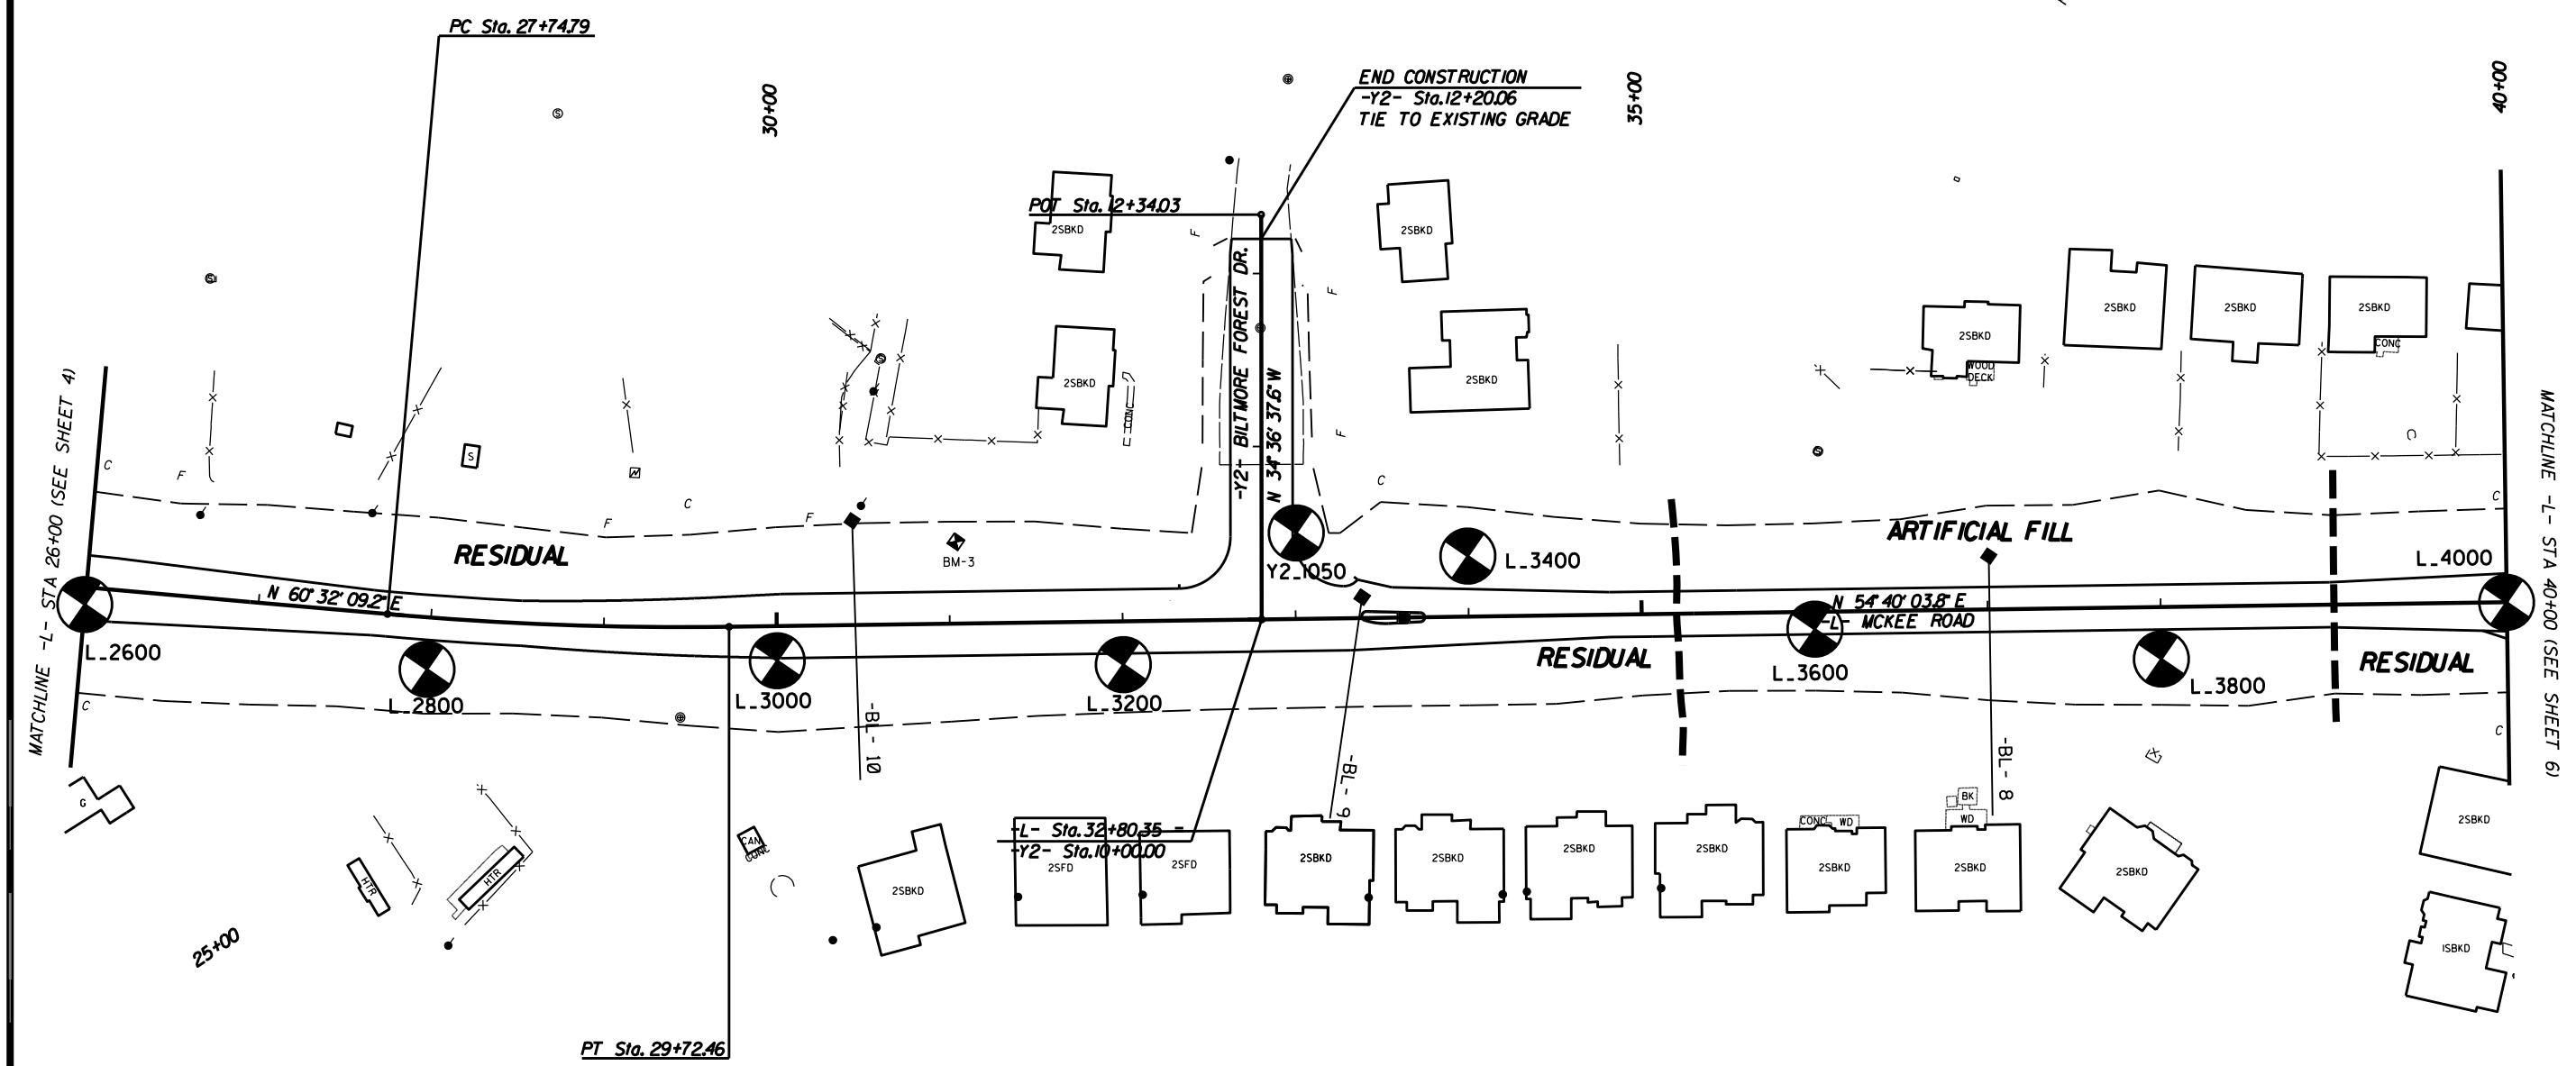 PC Sta. 27+74.79
END CONSTRUCTION
-Y2- Sta. 12+20.06
TIE TO EXISTING GRADE
30+00
35+00
40+00
POT Sta. 12+34.03
2SBKD
2SBKD
2SBKD
2SBKD
2SBKD
2SBKD
2SBKD
2SBKD
WOOD
DECK
CONC
CONC
S
S
S
S
S
-Y2- BILTMORE FOREST DR.
N 34° 36' 37.6" W
F
F
F
F
F
F
C
C
C
C
C
C
C
MATCHLINE -L- STA 26+00 (SEE SHEET 4)
MATCHLINE -L- STA 40+00 (SEE SHEET 6)
RESIDUAL
BM-3
ARTIFICIAL FILL
N 60° 32' 09.2" E
N 54° 40' 03.8" E
-L- MCKEE ROAD
Y2_1050
L_3400
L_4000
L_2600
L_2800
L_3000
L_3200
L_3600
L_3800
RESIDUAL
RESIDUAL
-BL- 10
-BL- 9
-BL- 8
G
HTR
HTR
CAN
CONC
-L- Sta. 32+80.35 =
-Y2- Sta. 10+00.00
2SBKD
2SFD
2SFD
2SBKD
2SBKD
2SBKD
2SBKD
CONC
WD
2SBKD
BK
WD
2SBKD
2SBKD
2SBKD
1SBKD
25+00
PT Sta. 29+72.46